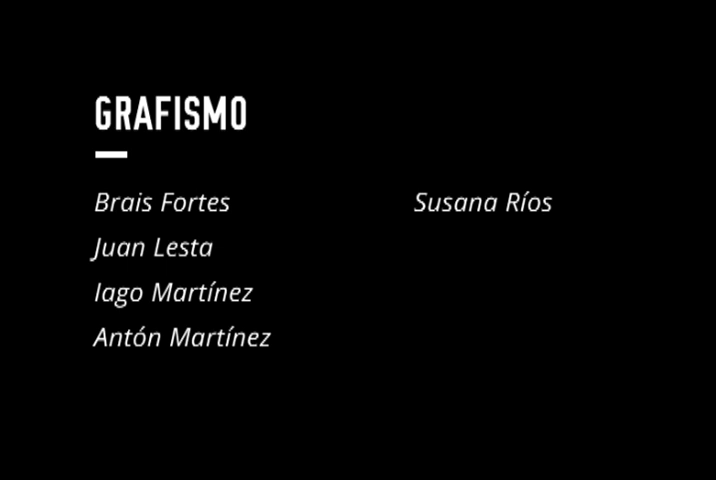 GRAFISMO
Brais Fortes
Juan Lesta
Iago Martínez
Antón Martínez
Susana Ríos